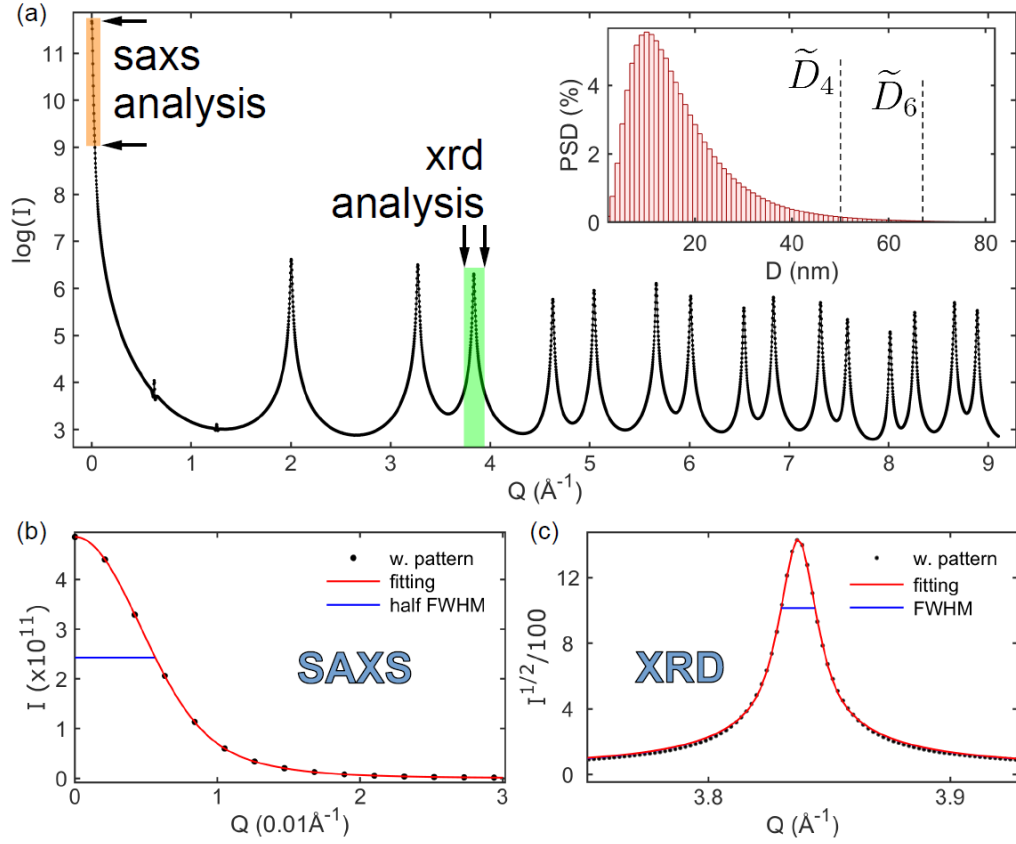 (a)
saxs
analysis
xrd
analysis
log(I)
11
10
9
8
7
6
5
4
3
0 1 2 3 4 5 6 7 8 9
Q (Å⁻¹)
PSD (%)
4
2
0
20 40 60 80
D (nm)
D̃₄
D̃₆
(b)
I (x10¹¹)
4
3
2
1
0
0 1 2 3
Q (0.01Å⁻¹)
w. pattern
fitting
half FWHM
SAXS
(c)
I¹ᐟ²/100
12
8
4
0
3.8 3.9
Q (Å⁻¹)
w. pattern
fitting
FWHM
XRD